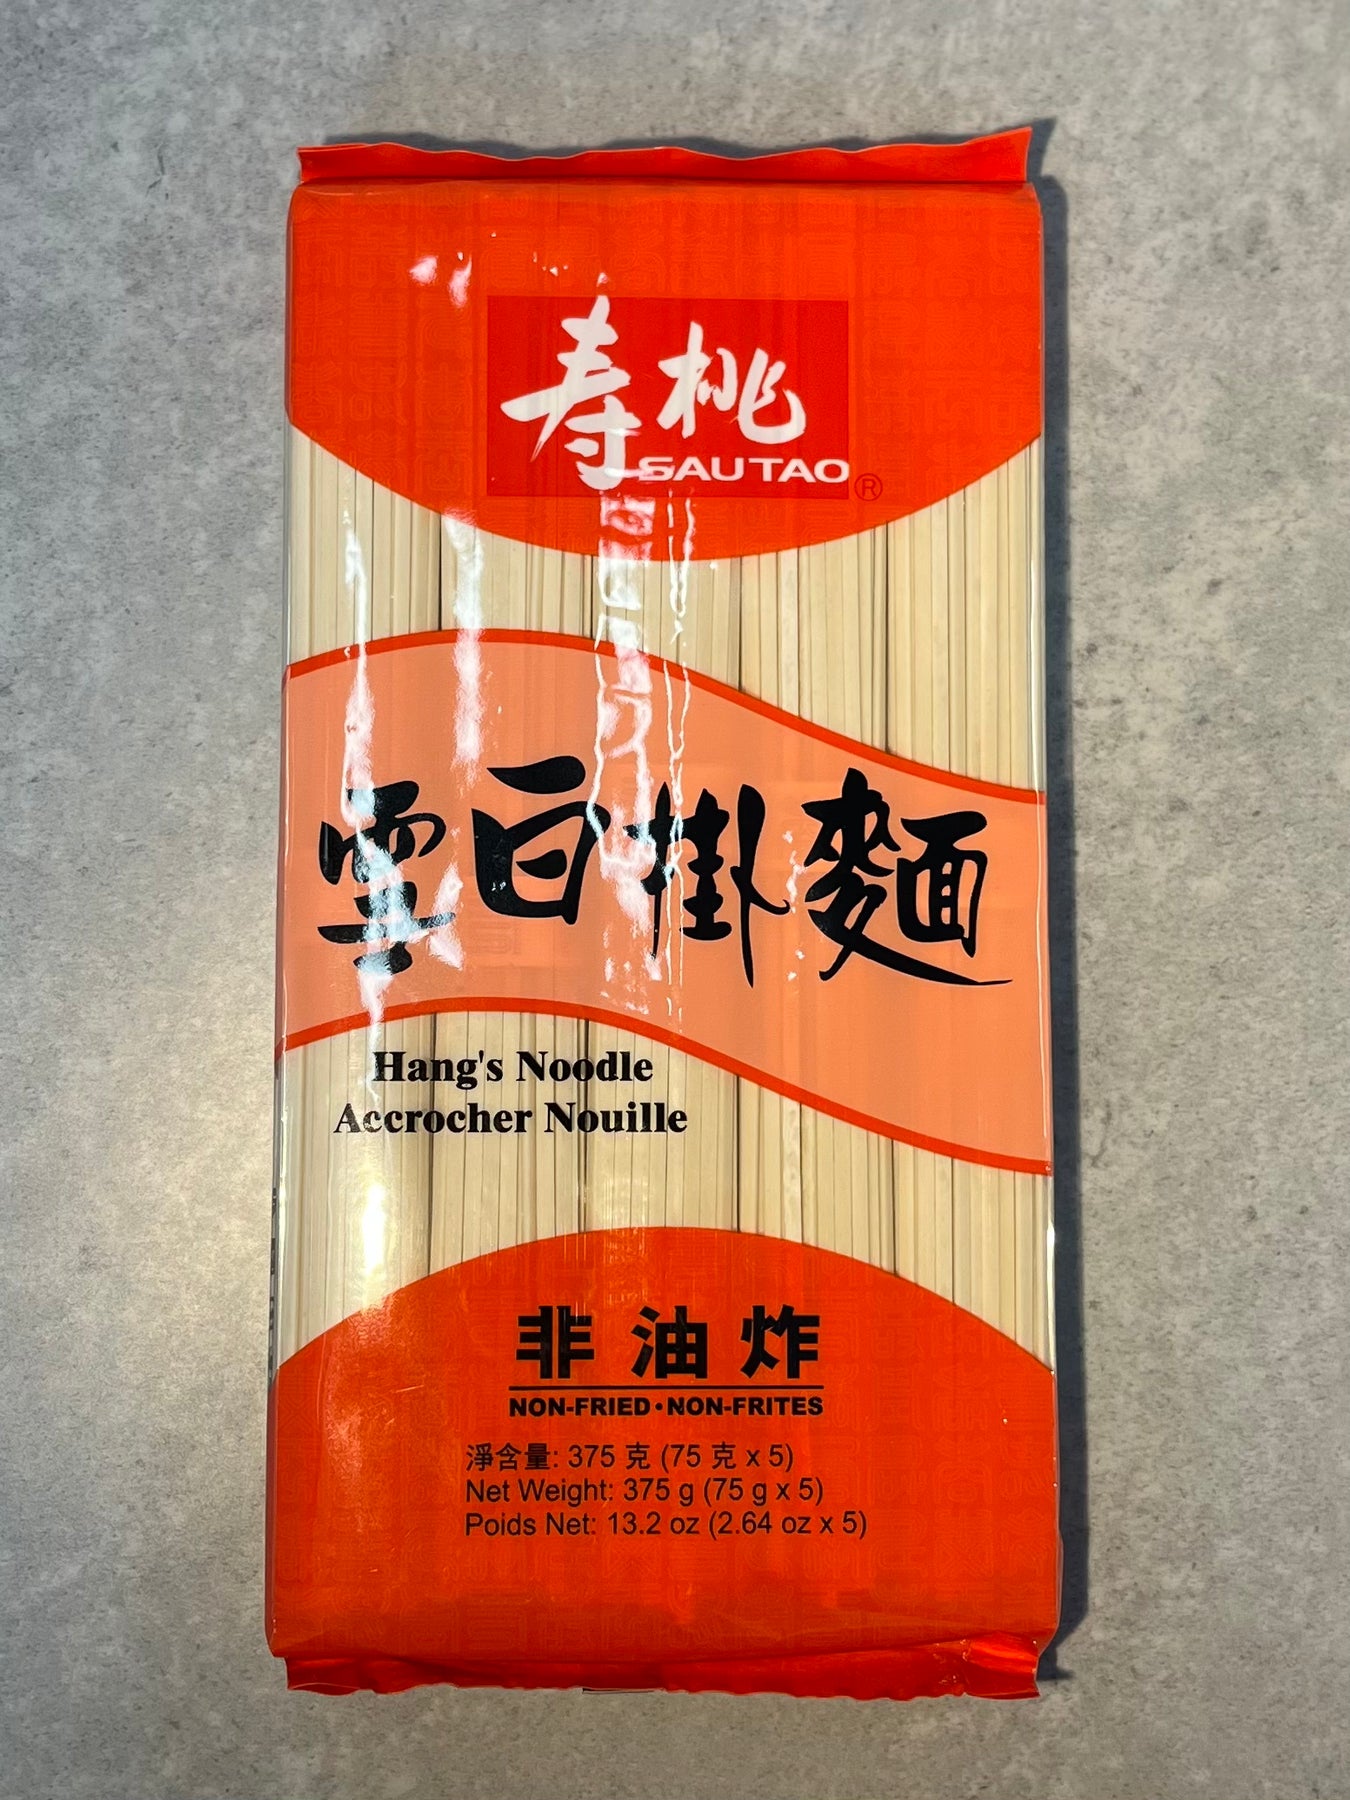 寿桃
SAUTAO®
雪白掛麵
Hang's Noodle
Accrocher Nouille
非油炸
NON-FRIED•NON-FRITES
淨含量: 375 克 (75 克 x 5)
Net Weight: 375 g (75 g x 5)
Poids Net: 13.2 oz (2.64 oz x 5)